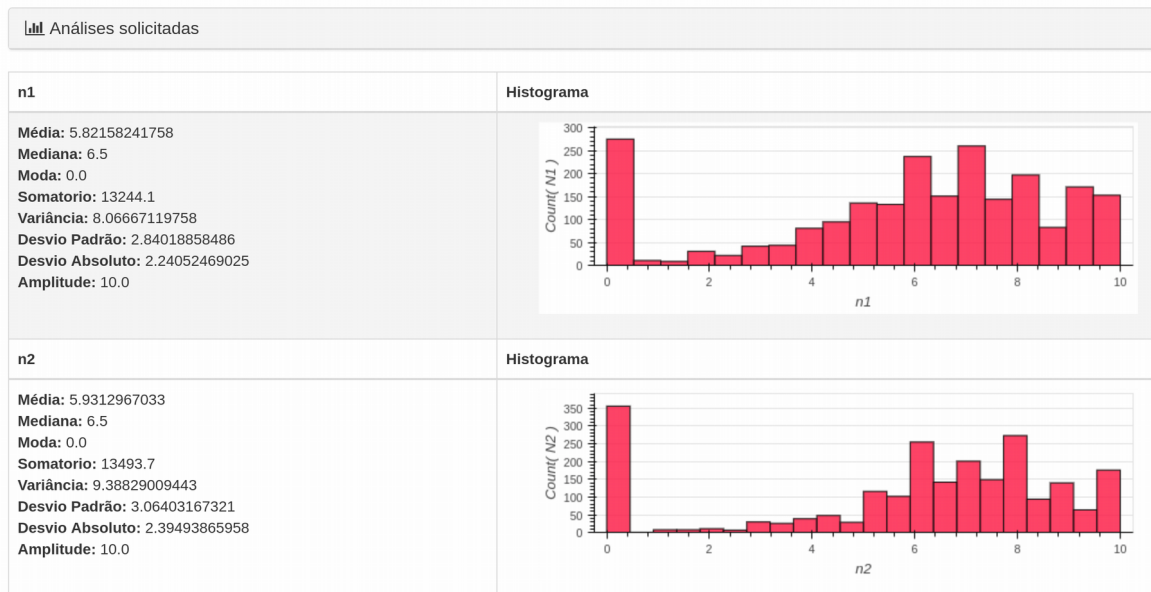 Análises solicitadas
n1
Histograma
Média: 5.82158241758
Mediana: 6.5
Moda: 0.0
Somatorio: 13244.1
Variância: 8.06667119758
Desvio Padrão: 2.84018858486
Desvio Absoluto: 2.24052469025
Amplitude: 10.0
300
250
200
150
100
50
0
Count( N1 )
0 2 4 6 8 10
n1
n2
Histograma
Média: 5.9312967033
Mediana: 6.5
Moda: 0.0
Somatorio: 13493.7
Variância: 9.38829009443
Desvio Padrão: 3.06403167321
Desvio Absoluto: 2.39493865958
Amplitude: 10.0
350
300
250
200
150
100
50
0
Count( N2 )
0 2 4 6 8 10
n2